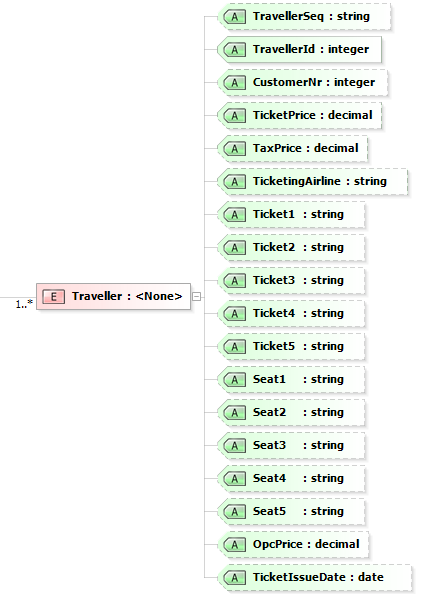 A TravellerSeq : string
A TravellerId : integer
A CustomerNr : integer
A TicketPrice : decimal
A TaxPrice : decimal
A TicketingAirline : string
A Ticket1 : string
A Ticket2 : string
A Ticket3 : string
1..* E Traveller : <None>
A Ticket4 : string
A Ticket5 : string
A Seat1 : string
A Seat2 : string
A Seat3 : string
A Seat4 : string
A Seat5 : string
A OpcPrice : decimal
A TicketIssueDate : date